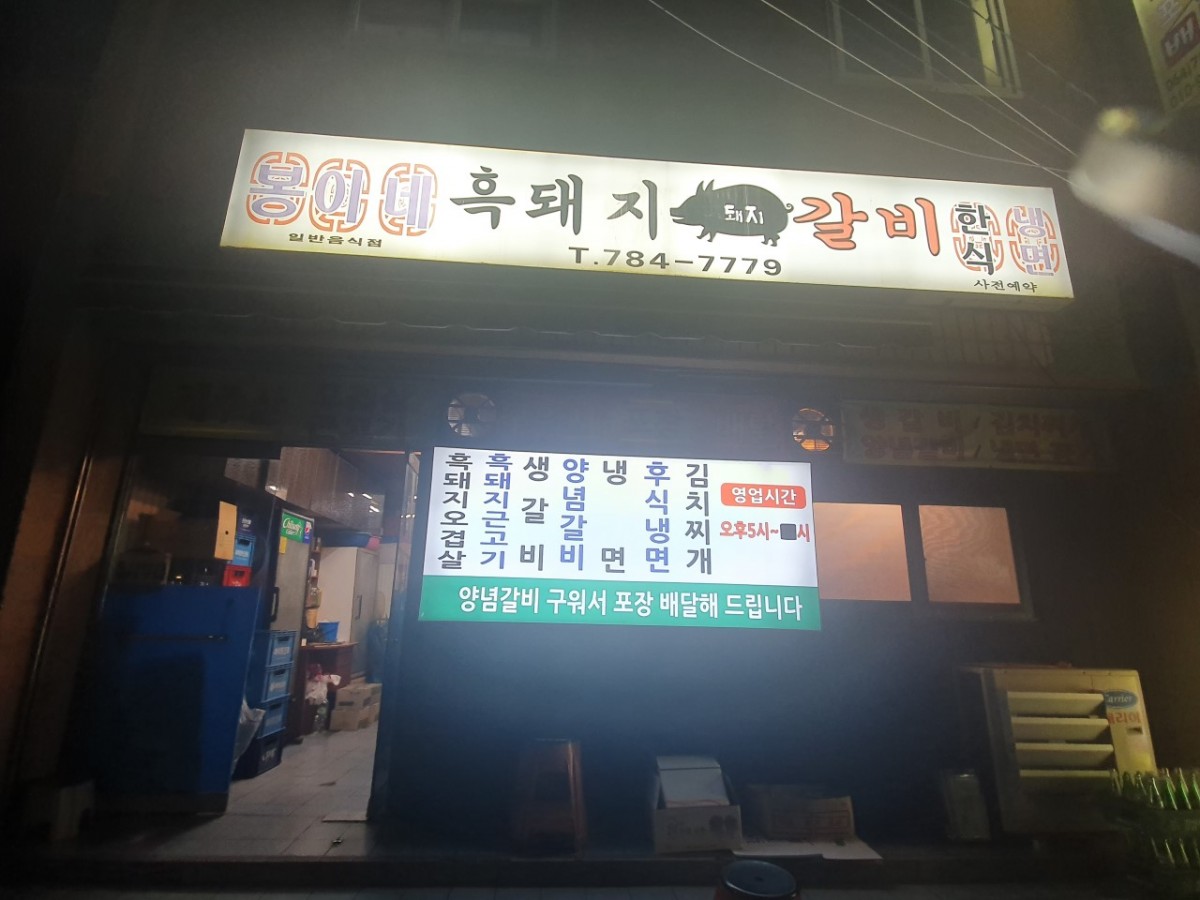 봉아대 흑돼지 돼지 갈비 한식 냉면
일반음식점
T.784-7779
사전예약
흑돼지오겹살
흑돼지근고기
생갈비
양념갈비
냉면
후식냉면
김치찌개
영업시간
오후5시~■시
양념갈비 구워서 포장 배달해 드립니다
Carrier